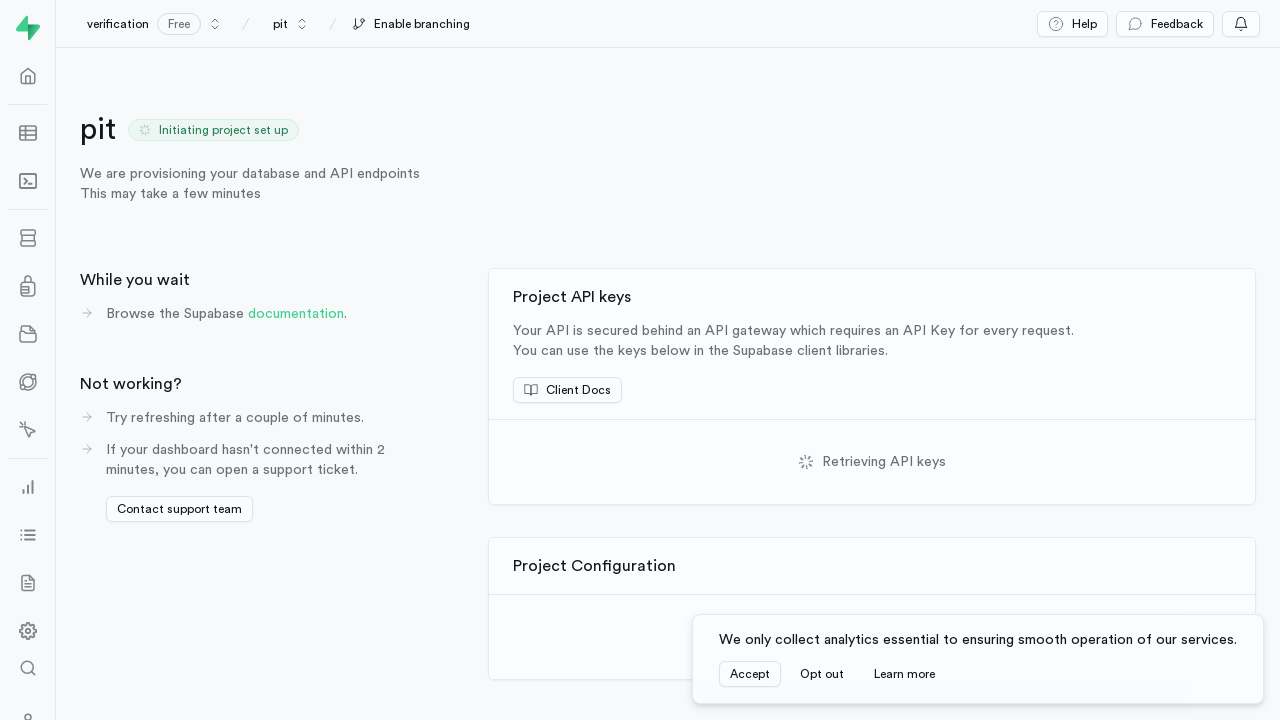 verification Free / pit / Enable branching
Help Feedback
pit Initiating project set up
We are provisioning your database and API endpoints
This may take a few minutes
While you wait
Browse the Supabase documentation.
Not working?
Try refreshing after a couple of minutes.
If your dashboard hasn't connected within 2
minutes, you can open a support ticket.
Contact support team
Project API keys
Your API is secured behind an API gateway which requires an API Key for every request.
You can use the keys below in the Supabase client libraries.
Client Docs
Retrieving API keys
Project Configuration
We only collect analytics essential to ensuring smooth operation of our services.
Accept Opt out Learn more